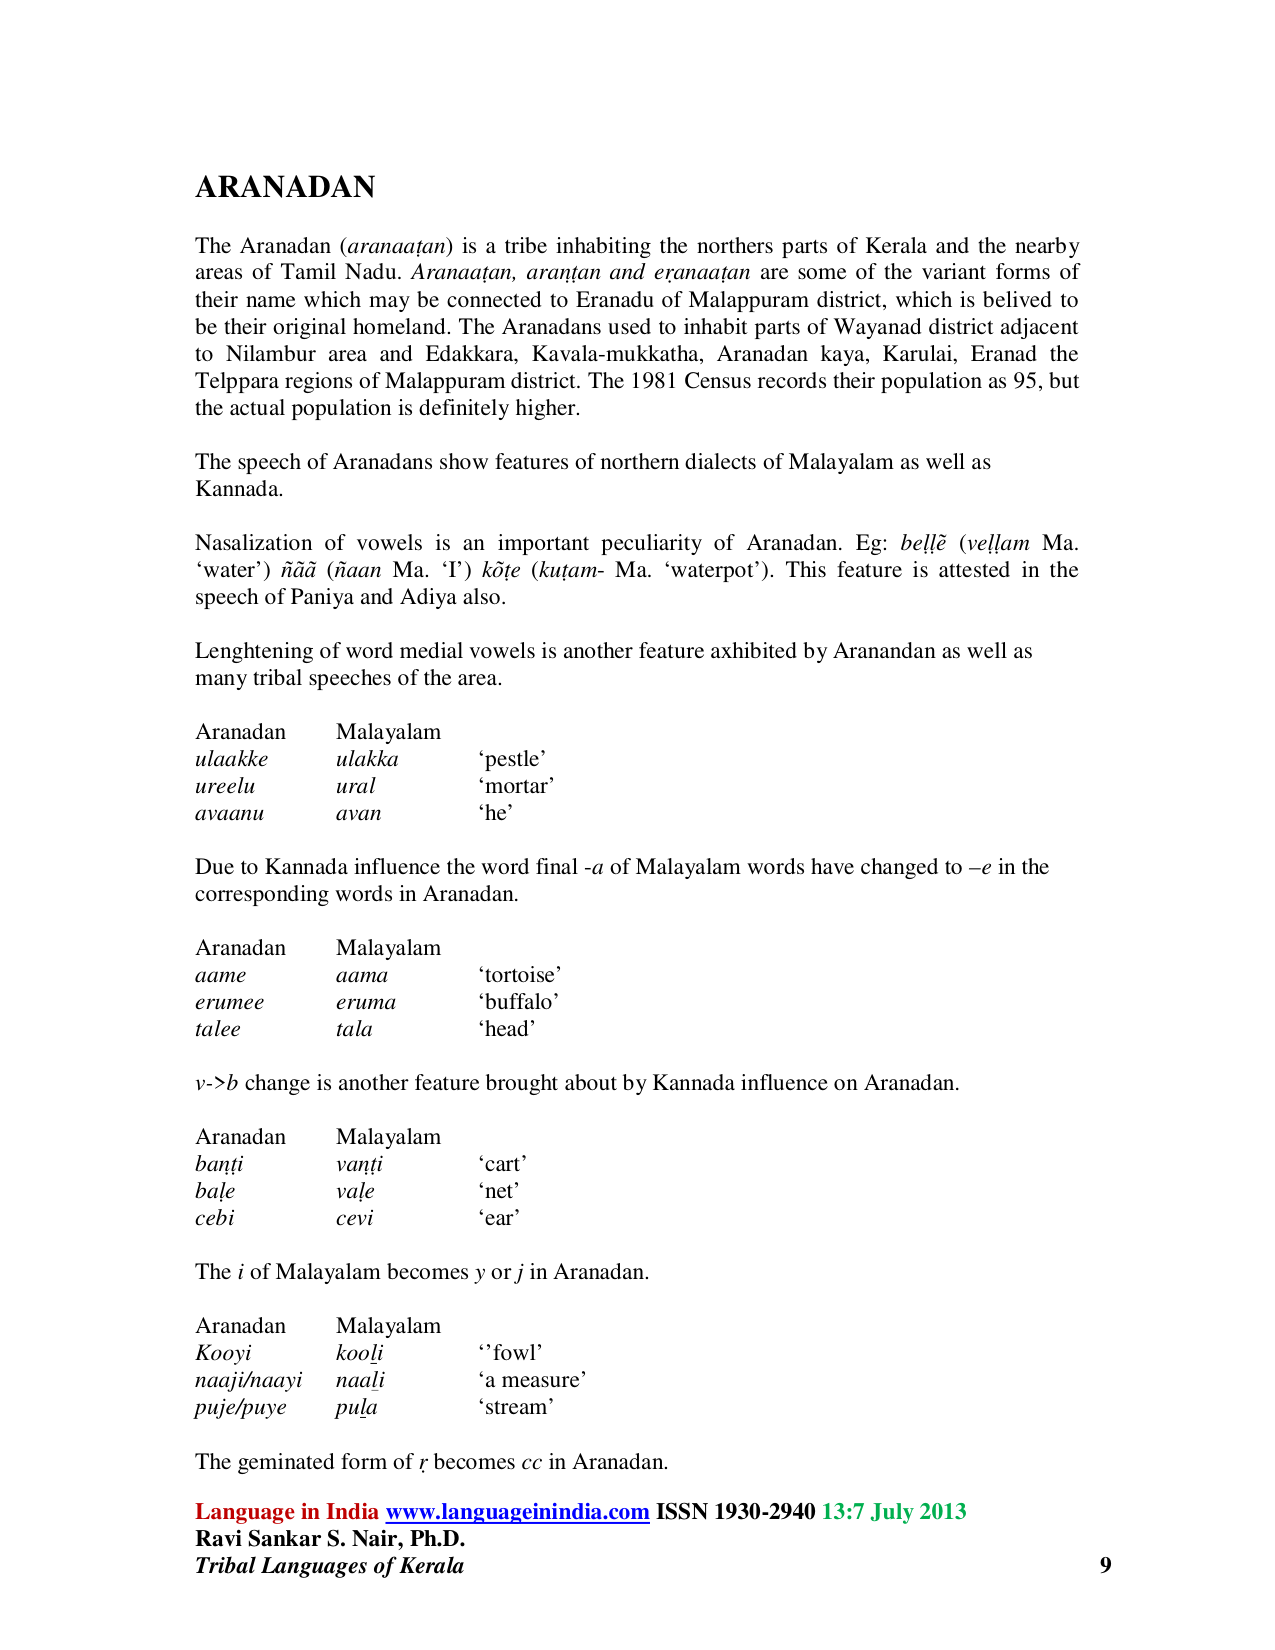 ARANADAN
The Aranadan (aranaaṭan) is a tribe inhabiting the northers parts of Kerala and the nearby
areas of Tamil Nadu. Aranaaṭan, aranṭan and eṛanaaṭan are some of the variant forms of
their name which may be connected to Eranadu of Malappuram district, which is belived to
be their original homeland. The Aranadans used to inhabit parts of Wayanad district adjacent
to Nilambur area and Edakkara, Kavala-mukkatha, Aranadan kaya, Karulai, Eranad the
Telppara regions of Malappuram district. The 1981 Census records their population as 95, but
the actual population is definitely higher.
The speech of Aranadans show features of northern dialects of Malayalam as well as
Kannada.
Nasalization of vowels is an important peculiarity of Aranadan. Eg: beḷḷẽ (veḷḷam Ma.
‘water’) ñãã (ñaan Ma. ‘I’) kõṭe (kuṭam- Ma. ‘waterpot’). This feature is attested in the
speech of Paniya and Adiya also.
Lenghtening of word medial vowels is another feature axhibited by Aranandan as well as
many tribal speeches of the area.
Aranadan Malayalam
ulaakke ulakka ‘pestle’
ureelu ural ‘mortar’
avaanu avan ‘he’
Due to Kannada influence the word final -a of Malayalam words have changed to –e in the
corresponding words in Aranadan.
Aranadan Malayalam
aame aama ‘tortoise’
erumee eruma ‘buffalo’
talee tala ‘head’
v->b change is another feature brought about by Kannada influence on Aranadan.
Aranadan Malayalam
baṇṭi vaṇṭi ‘cart’
baḷe vaḷe ‘net’
cebi cevi ‘ear’
The i of Malayalam becomes y or j in Aranadan.
Aranadan Malayalam
Kooyi kooḻi ‘’fowl’
naaji/naayi naaḻi ‘a measure’
puje/puye puḻa ‘stream’
The geminated form of ṛ becomes cc in Aranadan.
Language in India www.languageinindia.com ISSN 1930-2940 13:7 July 2013
Ravi Sankar S. Nair, Ph.D.
Tribal Languages of Kerala 9